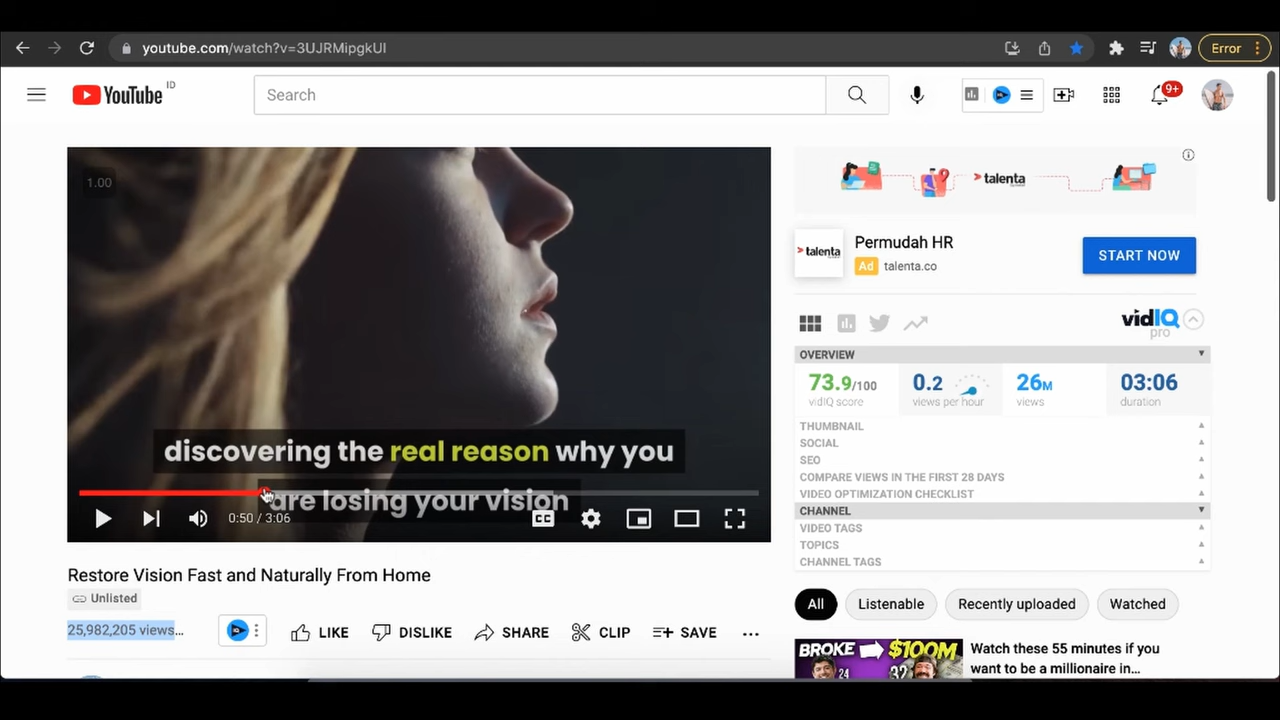 youtube.com/watch?v=3UJRMipgkUI
Error
YouTube ID
Search
9+
1.00
discovering the real reason why you
are losing your vision
0:50 / 3:06
CC
Restore Vision Fast and Naturally From Home
Unlisted
25,982,205 views...
LIKE
DISLIKE
SHARE
CLIP
SAVE
talenta
talenta
Permudah HR
Ad talenta.co
START NOW
vidIQ
pro
OVERVIEW
73.9/100
vidIQ score
0.2
views per hour
26M
views
03:06
duration
THUMBNAIL
SOCIAL
SEO
COMPARE VIEWS IN THE FIRST 28 DAYS
VIDEO OPTIMIZATION CHECKLIST
CHANNEL
VIDEO TAGS
TOPICS
CHANNEL TAGS
All
Listenable
Recently uploaded
Watched
BROKE $100M
24 32
Watch these 55 minutes if you
want to be a millionaire in...